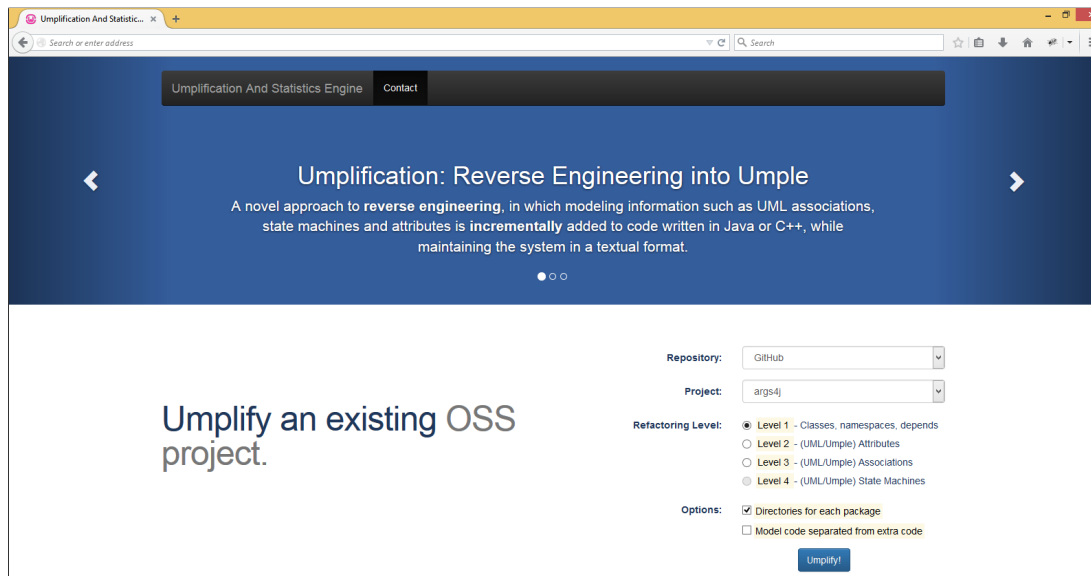 Umplification And Statistic...
Search or enter address
Search
Umplification And Statistics Engine Contact
Umplification: Reverse Engineering into Umple
A novel approach to reverse engineering, in which modeling information such as UML associations,
state machines and attributes is incrementally added to code written in Java or C++, while
maintaining the system in a textual format.
Repository: GitHub
Project: args4j
Umplify an existing OSS
project.
Refactoring Level: Level 1 - Classes, namespaces, depends
Level 2 - (UML/Umple) Attributes
Level 3 - (UML/Umple) Associations
Level 4 - (UML/Umple) State Machines
Options: Directories for each package
Model code separated from extra code
Umplify!